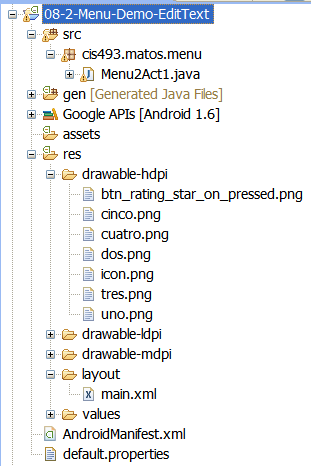 08-2-Menu-Demo-EditText
src
cis493.matos.menu
Menu2Act1.java
gen [Generated Java Files]
Google APIs [Android 1.6]
assets
res
drawable-hdpi
btn_rating_star_on_pressed.png
cinco.png
cuatro.png
dos.png
icon.png
tres.png
uno.png
drawable-ldpi
drawable-mdpi
layout
main.xml
values
AndroidManifest.xml
default.properties